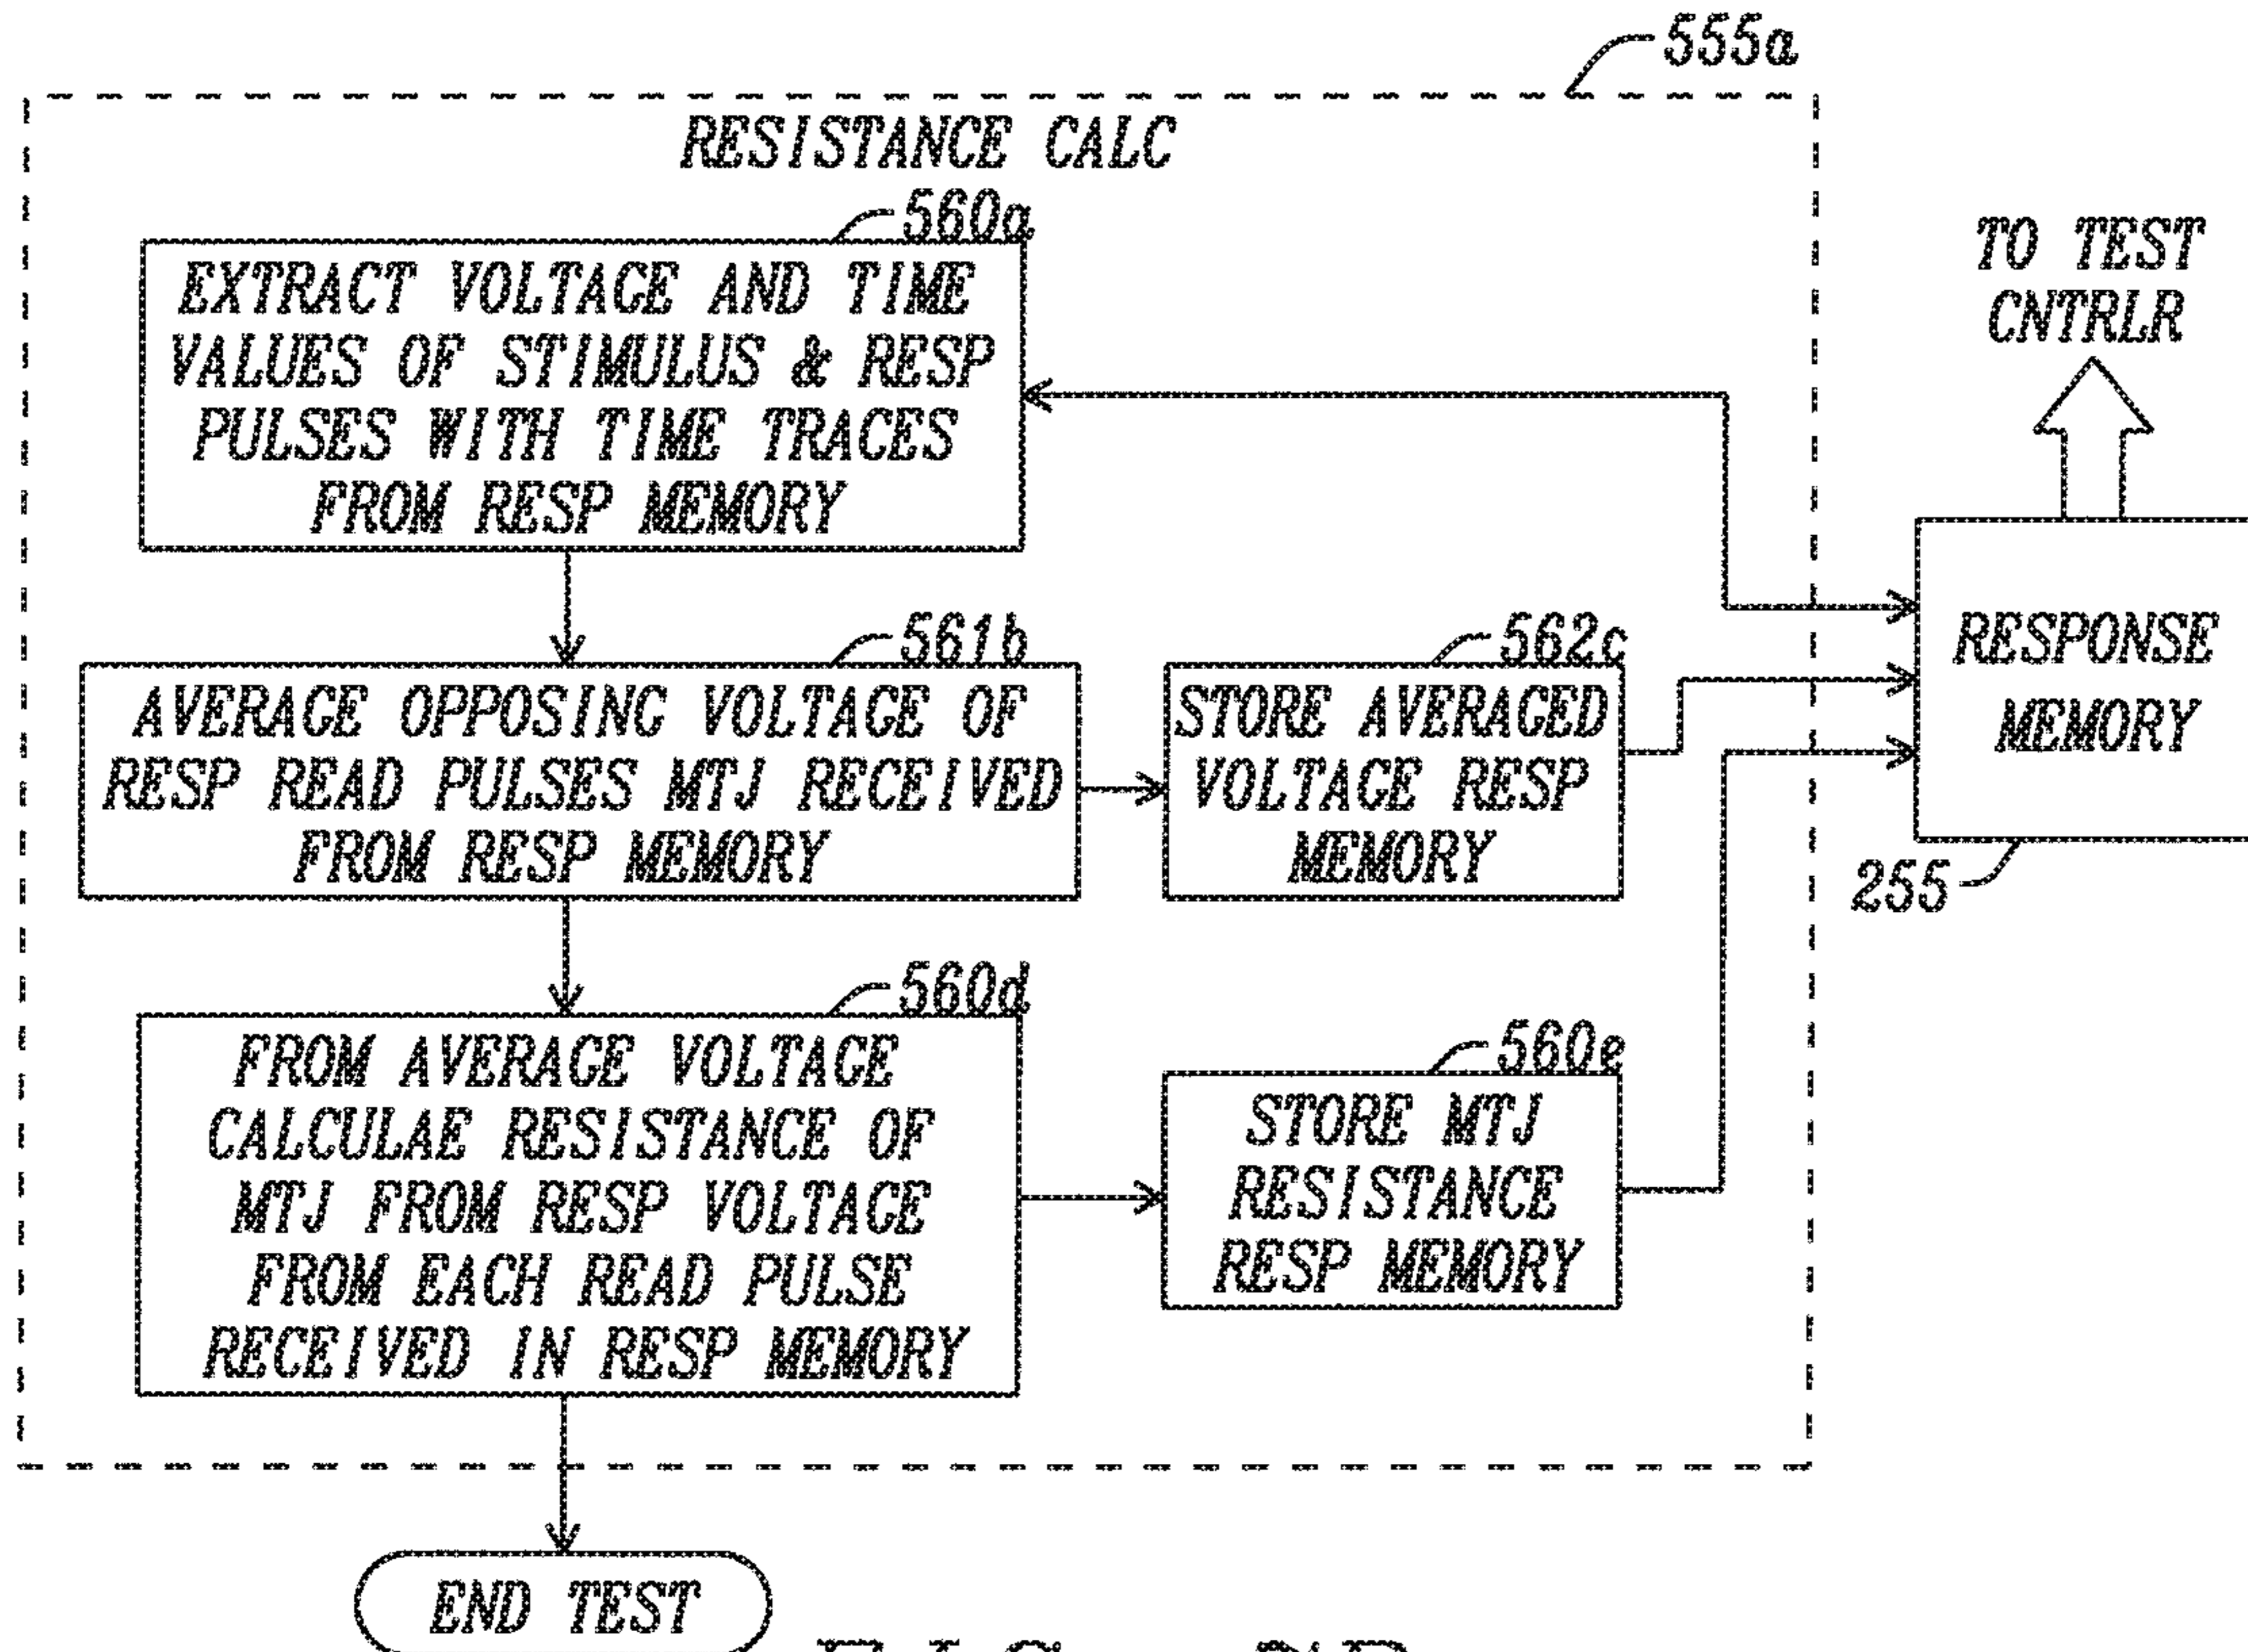 555a
RESISTANCE CALC
560a
EXTRACT VOLTAGE AND TIME
VALUES OF STIMULUS & RESP
PULSES WITH TIME TRACES
FROM RESP MEMORY
TO TEST
CNTRLR
561b
AVERAGE OPPOSING VOLTAGE OF
RESP READ PULSES MTJ RECEIVED
FROM RESP MEMORY
562c
STORE AVERAGED
VOLTAGE RESP
MEMORY
RESPONSE
MEMORY
255
560d
FROM AVERAGE VOLTAGE
CALCULAE RESISTANCE OF
MTJ FROM RESP VOLTAGE
FROM EACH READ PULSE
RECEIVED IN RESP MEMORY
560e
STORE MTJ
RESISTANCE
RESP MEMORY
END TEST